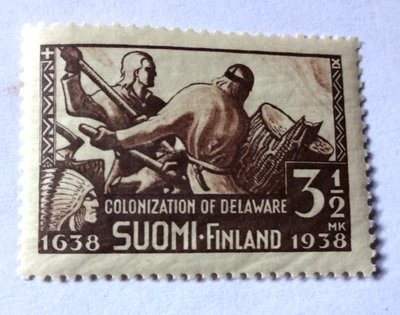 COLONIZATION OF DELAWARE
3 1/2
MK
1638 SUOMI·FINLAND 1938